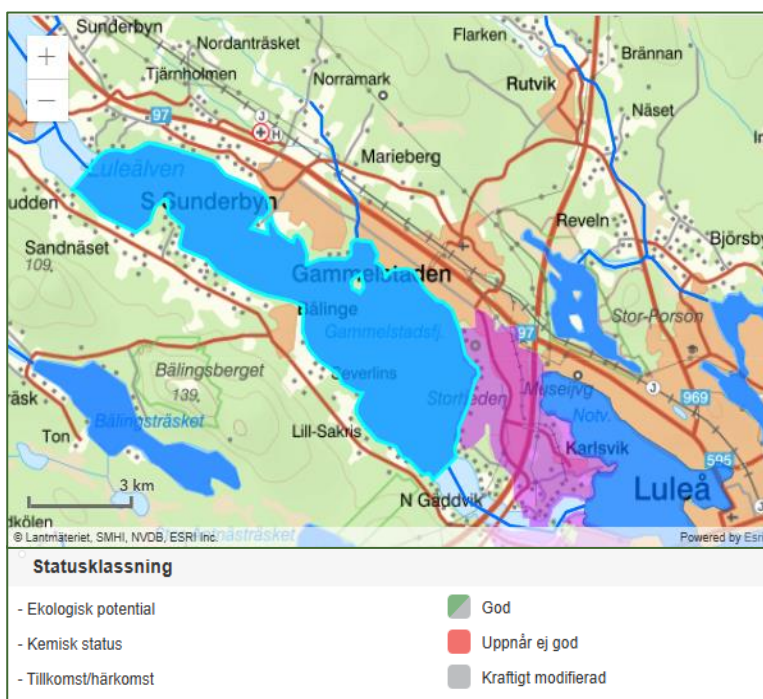 Sunderbyn
Nordanträsket
Flarken
Brännan
+
Tjärnholmen
Norramark
Rutvik
−
J
97
H
Näset
Marieberg
Luleälven
udden
S Sunderbyn
Reveln
Björsby
Sandnäset
109
Gammelstaden
Hälinge
Stor-Porson
Gammelstadsfj.
97
Bälingsberget
Severlins
139
Storheden
Museijvg
J
969
räsk
Bälingsträsket
Notv.
Ton
Lill-Sakris
Karlsvik
3 km
595
N Gäddvik
Luleå
dkölen
© Lantmäteriet, SMHI, NVDB, ESRI Inc.
Powered by Esri
Statusklassning
- Ekologisk potential
God
- Kemisk status
Uppnår ej god
- Tillkomst/härkomst
Kraftigt modifierad